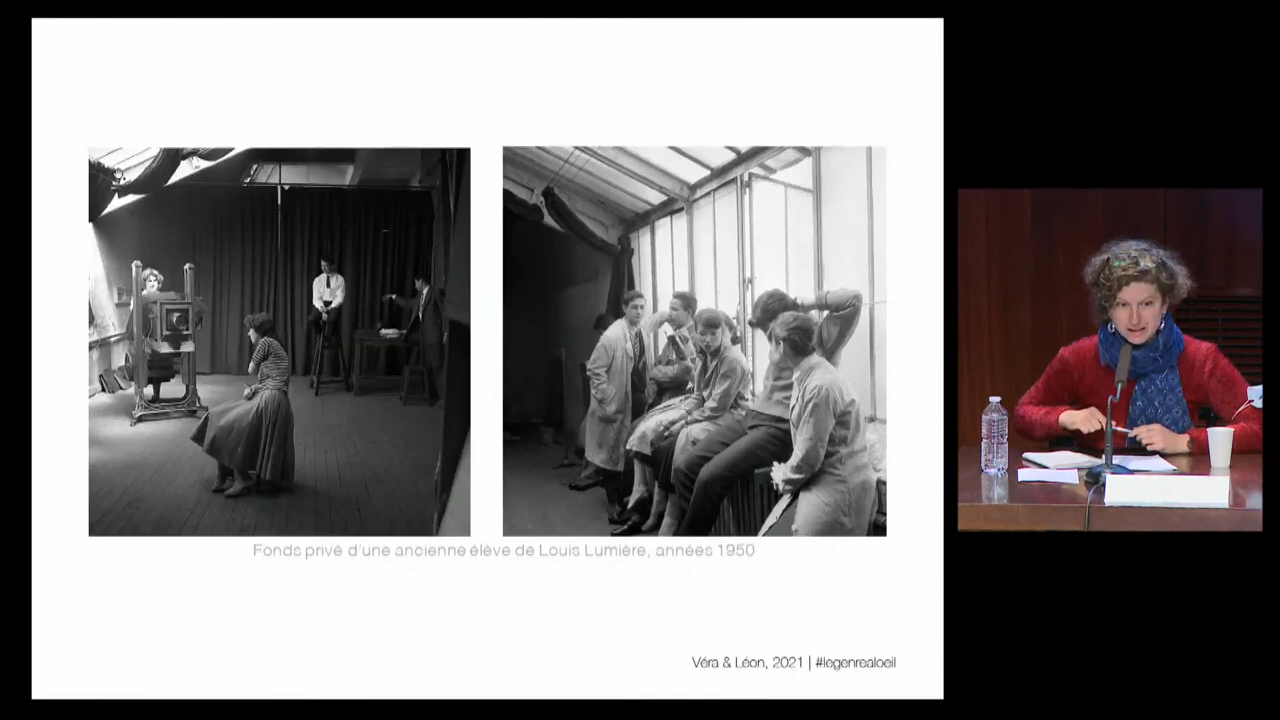 Fonds privé d'une ancienne élève de Louis Lumière, années 1950
Véra & Léon, 2021 | #legenrealoeil